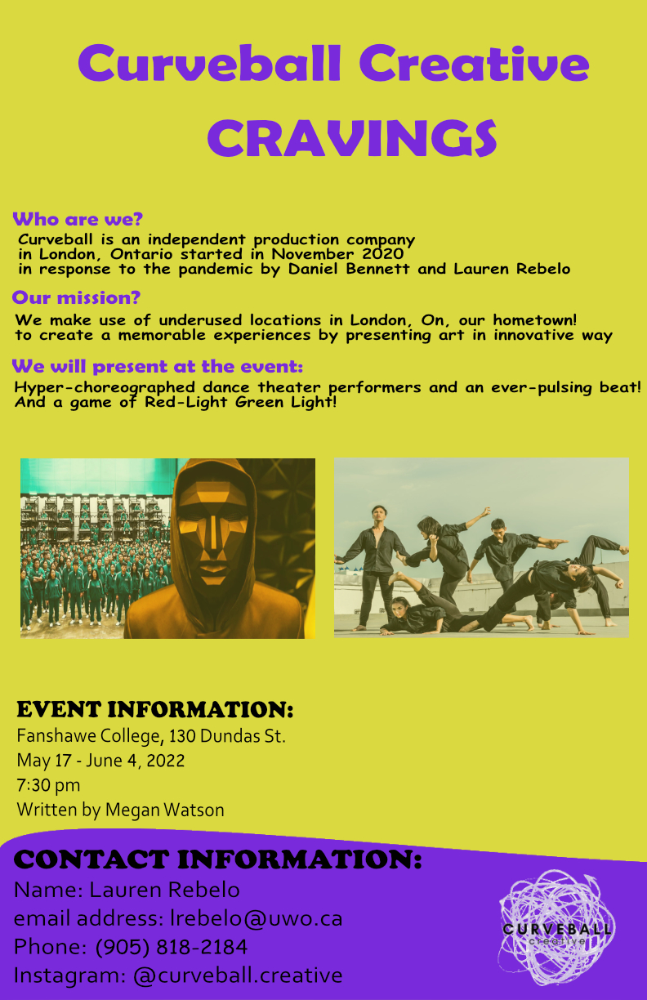 Curveball Creative
CRAVINGS
Who are we?
Curveball is an independent production company
in London, Ontario started in November 2020
in response to the pandemic by Daniel Bennett and Lauren Rebelo
Our mission?
We make use of underused locations in London, On, our hometown!
to create a memorable experiences by presenting art in innovative way
We will present at the event:
Hyper-choreographed dance theater performers and an ever-pulsing beat!
And a game of Red-Light Green Light!
EVENT INFORMATION:
Fanshawe College, 130 Dundas St.
May 17 - June 4, 2022
7:30 pm
Written by Megan Watson
CONTACT INFORMATION:
Name: Lauren Rebelo
email address: lrebelo@uwo.ca
Phone: (905) 818-2184
Instagram: @curveball.creative
CURVEBALL
creative